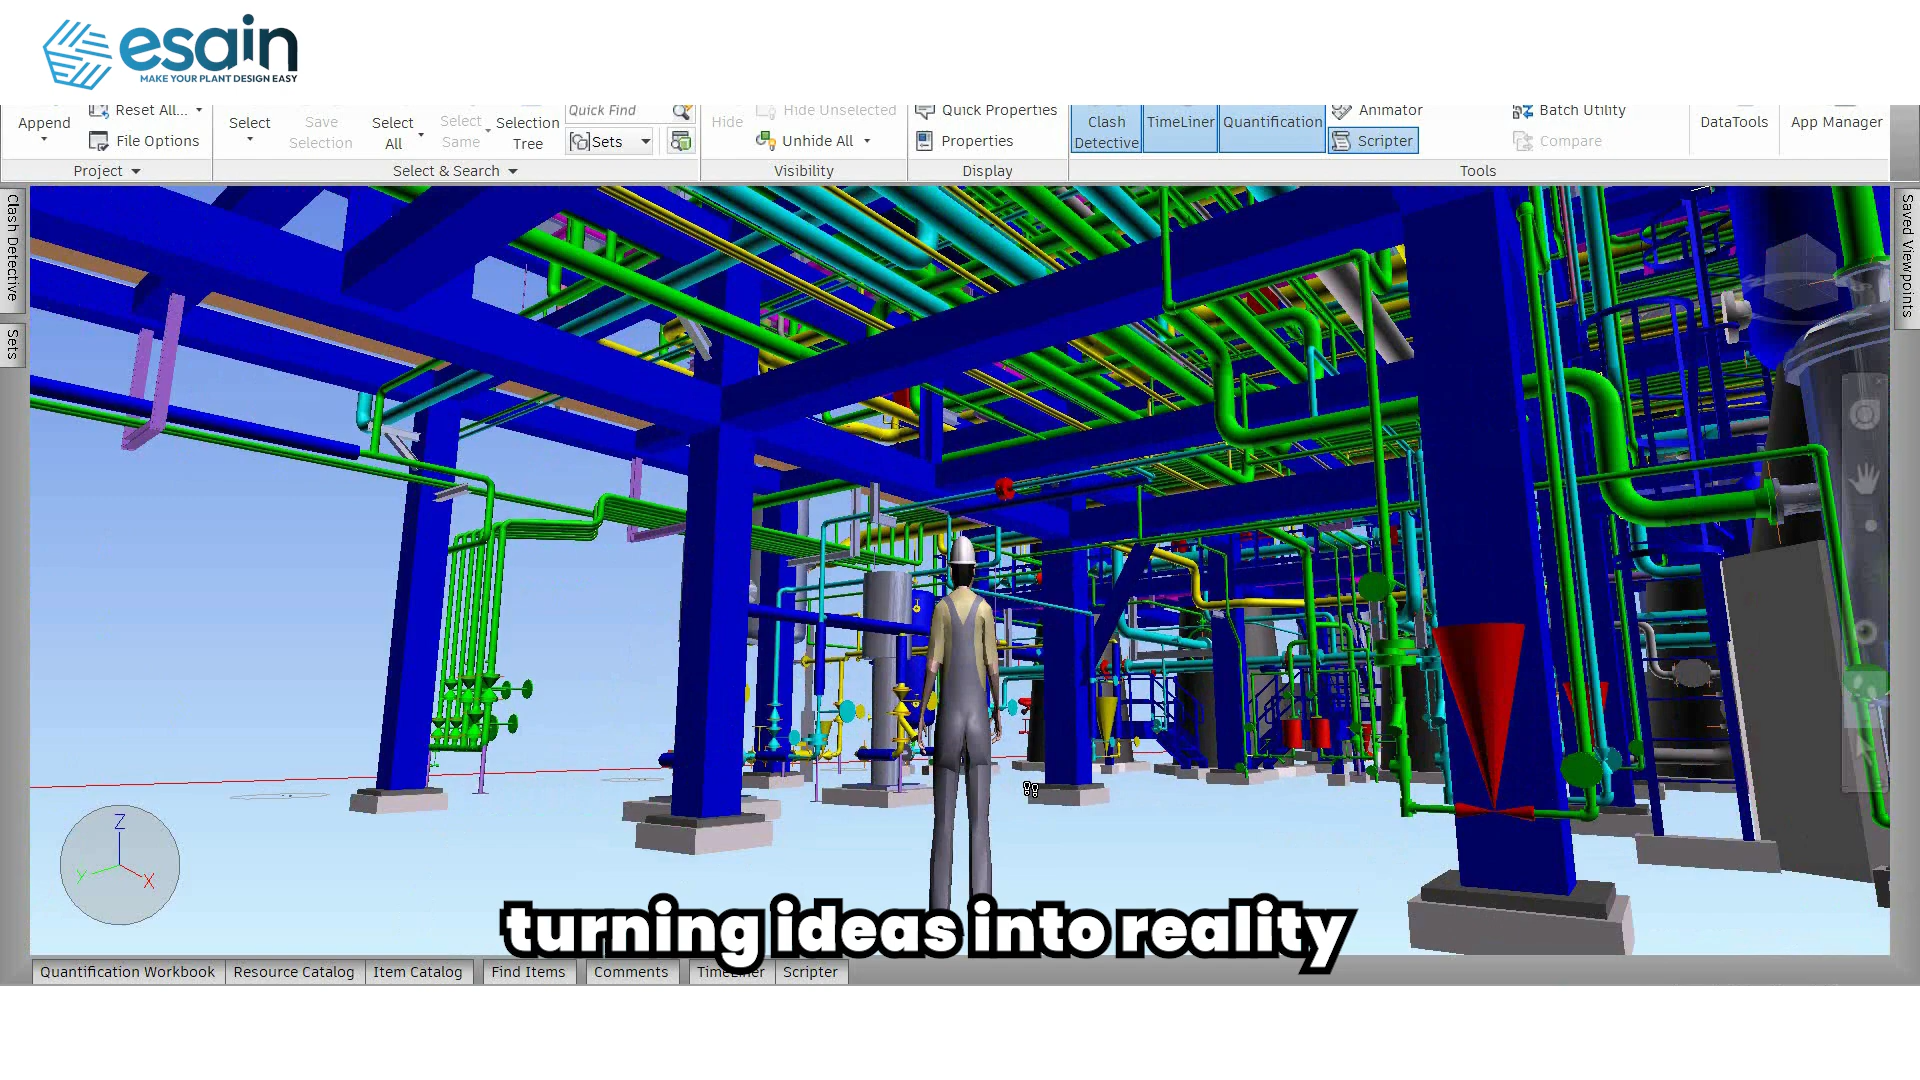 esain
MAKE YOUR PLANT DESIGN EASY
Append
Reset All...
File Options
Project
Select
Save Selection
Select All
Select Same
Selection Tree
Quick Find
Sets
Select & Search
Hide
Hide Unselected
Unhide All
Visibility
Quick Properties
Properties
Display
Clash Detective
TimeLiner
Quantification
Animator
Scripter
Batch Utility
Compare
Tools
DataTools
App Manager
Clash Detective
Sets
Saved Viewpoints
Z
Y
X
turning ideas into reality
Quantification Workbook
Resource Catalog
Item Catalog
Find Items
Comments
TimeLiner
Scripter